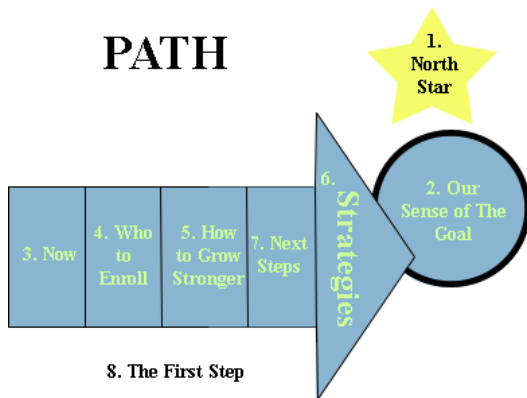 PATH
1.
North
Star
2. Our
Sense of The
Goal
3. Now
4. Who
to
Enroll
5. How
to Grow
Stronger
7. Next
Steps
6.
Strategies
8. The First Step